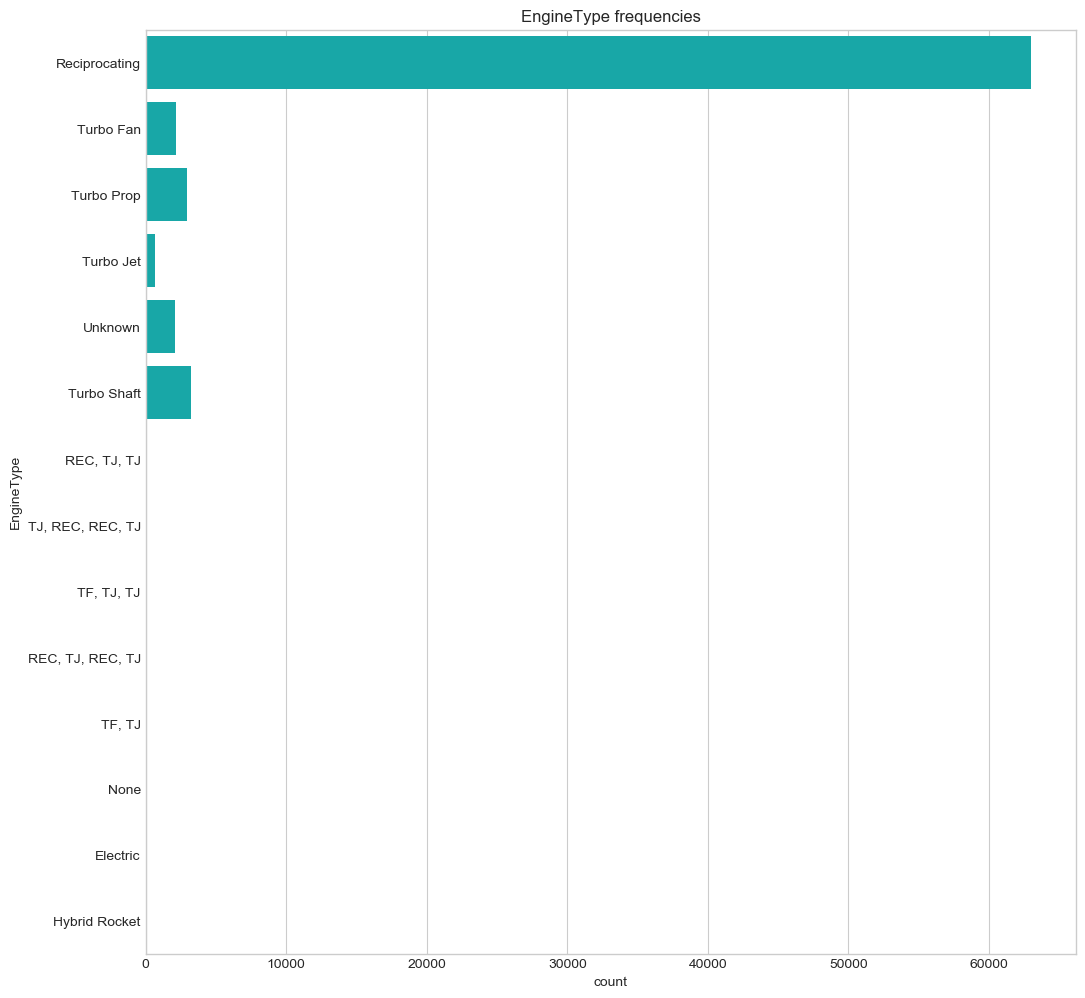 EngineType frequencies
Reciprocating
Turbo Fan
Turbo Prop
Turbo Jet
Unknown
Turbo Shaft
REC, TJ, TJ
TJ, REC, REC, TJ
TF, TJ, TJ
REC, TJ, REC, TJ
TF, TJ
None
Electric
Hybrid Rocket
EngineType
0 10000 20000 30000 40000 50000 60000
count